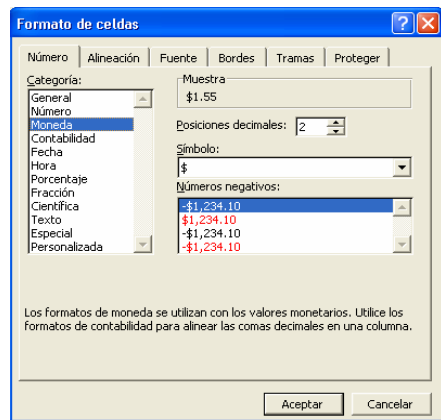 Formato de celdas
Número Alineación Fuente Bordes Tramas Proteger
Categoría:
General
Número
Moneda
Contabilidad
Fecha
Hora
Porcentaje
Fracción
Científica
Texto
Especial
Personalizada
Muestra
$1.55
Posiciones decimales: 2
Símbolo:
$
Números negativos:
-$1,234.10
$1,234.10
-$1,234.10
-$1,234.10
Los formatos de moneda se utilizan con los valores monetarios. Utilice los
formatos de contabilidad para alinear las comas decimales en una columna.
Aceptar Cancelar